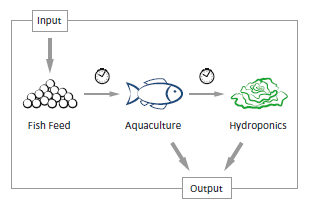 Input
Fish Feed
Aquaculture
Hydroponics
Output